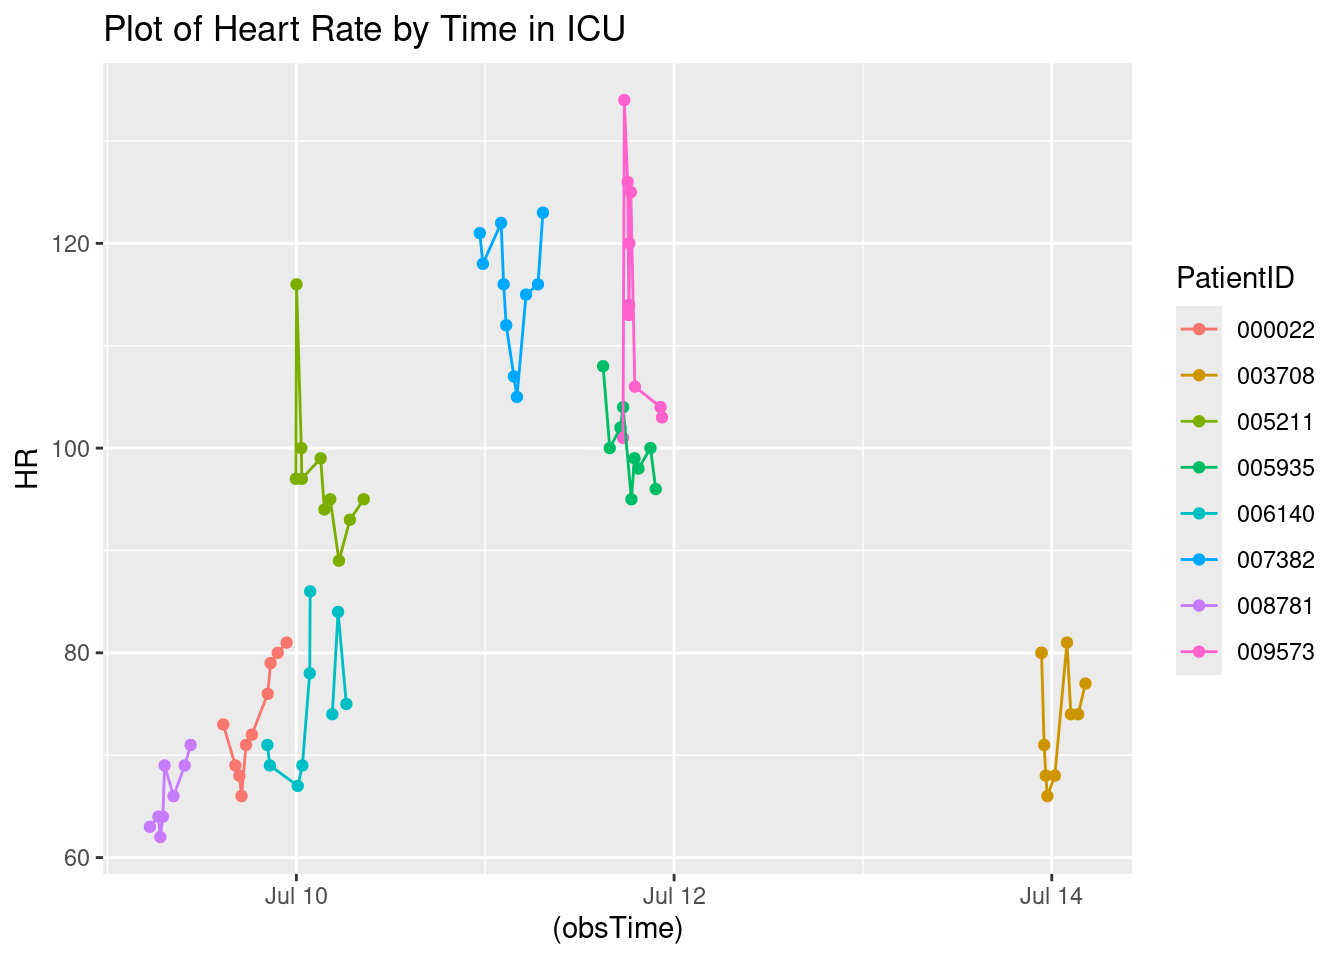 Plot of Heart Rate by Time in ICU
HR
120
100
80
60
Jul 10
Jul 12
Jul 14
(obsTime)
PatientID
000022
003708
005211
005935
006140
007382
008781
009573